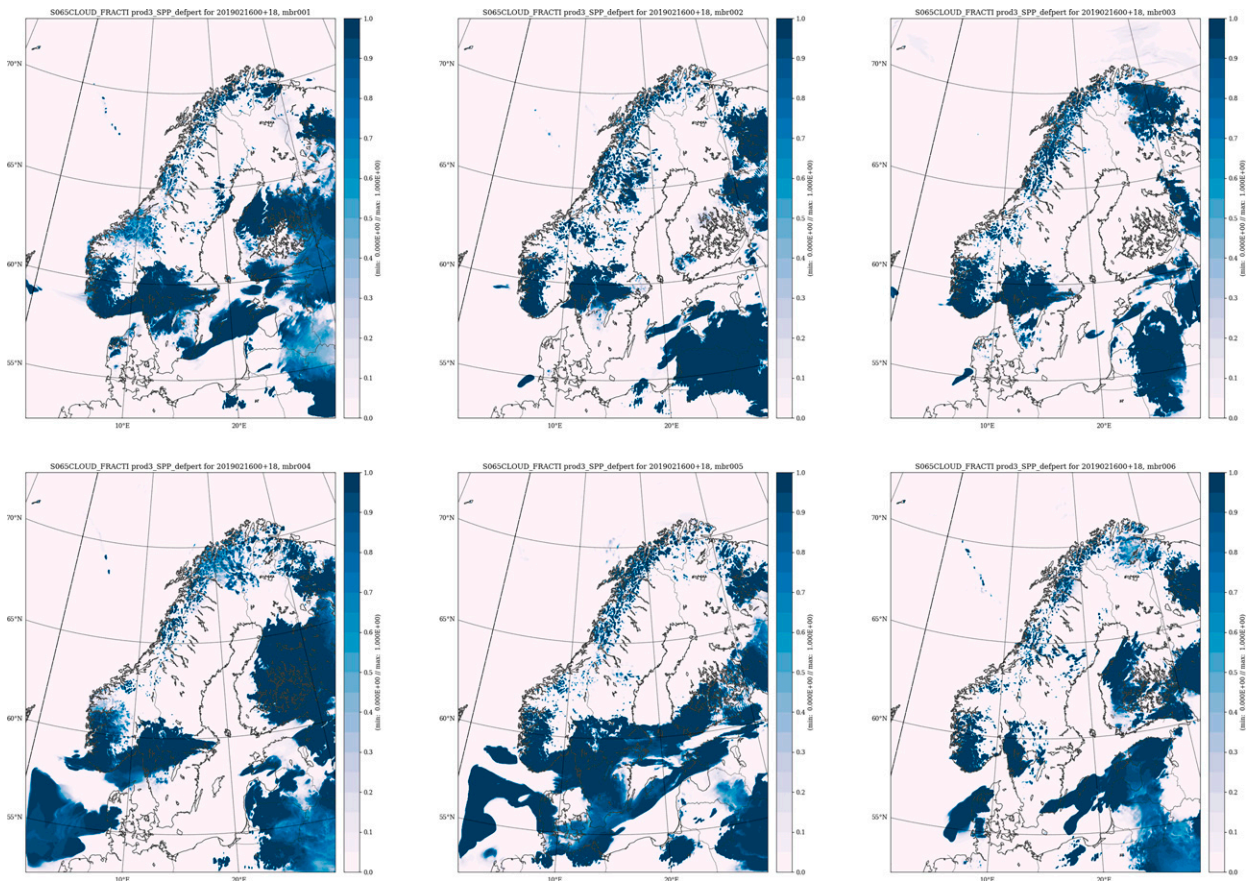 S065CLOUD_FRACTI prod3_SPP_defpert for 2019021600+18, mbr001
70°N
65°N
60°N
55°N
10°E
20°E
1.0
0.9
0.8
0.7
0.6
0.5
0.4
0.3
0.2
0.1
0.0
(min: 0.000E+00 // max: 1.000E+00)
S065CLOUD_FRACTI prod3_SPP_defpert for 2019021600+18, mbr002
70°N
65°N
60°N
55°N
10°E
20°E
1.0
0.9
0.8
0.7
0.6
0.5
0.4
0.3
0.2
0.1
0.0
(min: 0.000E+00 // max: 1.000E+00)
S065CLOUD_FRACTI prod3_SPP_defpert for 2019021600+18, mbr003
70°N
65°N
60°N
55°N
10°E
20°E
1.0
0.9
0.8
0.7
0.6
0.5
0.4
0.3
0.2
0.1
0.0
(min: 0.000E+00 // max: 1.000E+00)
S065CLOUD_FRACTI prod3_SPP_defpert for 2019021600+18, mbr004
70°N
65°N
60°N
55°N
10°E
20°E
1.0
0.9
0.8
0.7
0.6
0.5
0.4
0.3
0.2
0.1
0.0
(min: 0.000E+00 // max: 1.000E+00)
S065CLOUD_FRACTI prod3_SPP_defpert for 2019021600+18, mbr005
70°N
65°N
60°N
55°N
10°E
20°E
1.0
0.9
0.8
0.7
0.6
0.5
0.4
0.3
0.2
0.1
0.0
(min: 0.000E+00 // max: 1.000E+00)
S065CLOUD_FRACTI prod3_SPP_defpert for 2019021600+18, mbr006
70°N
65°N
60°N
55°N
10°E
20°E
1.0
0.9
0.8
0.7
0.6
0.5
0.4
0.3
0.2
0.1
0.0
(min: 0.000E+00 // max: 1.000E+00)